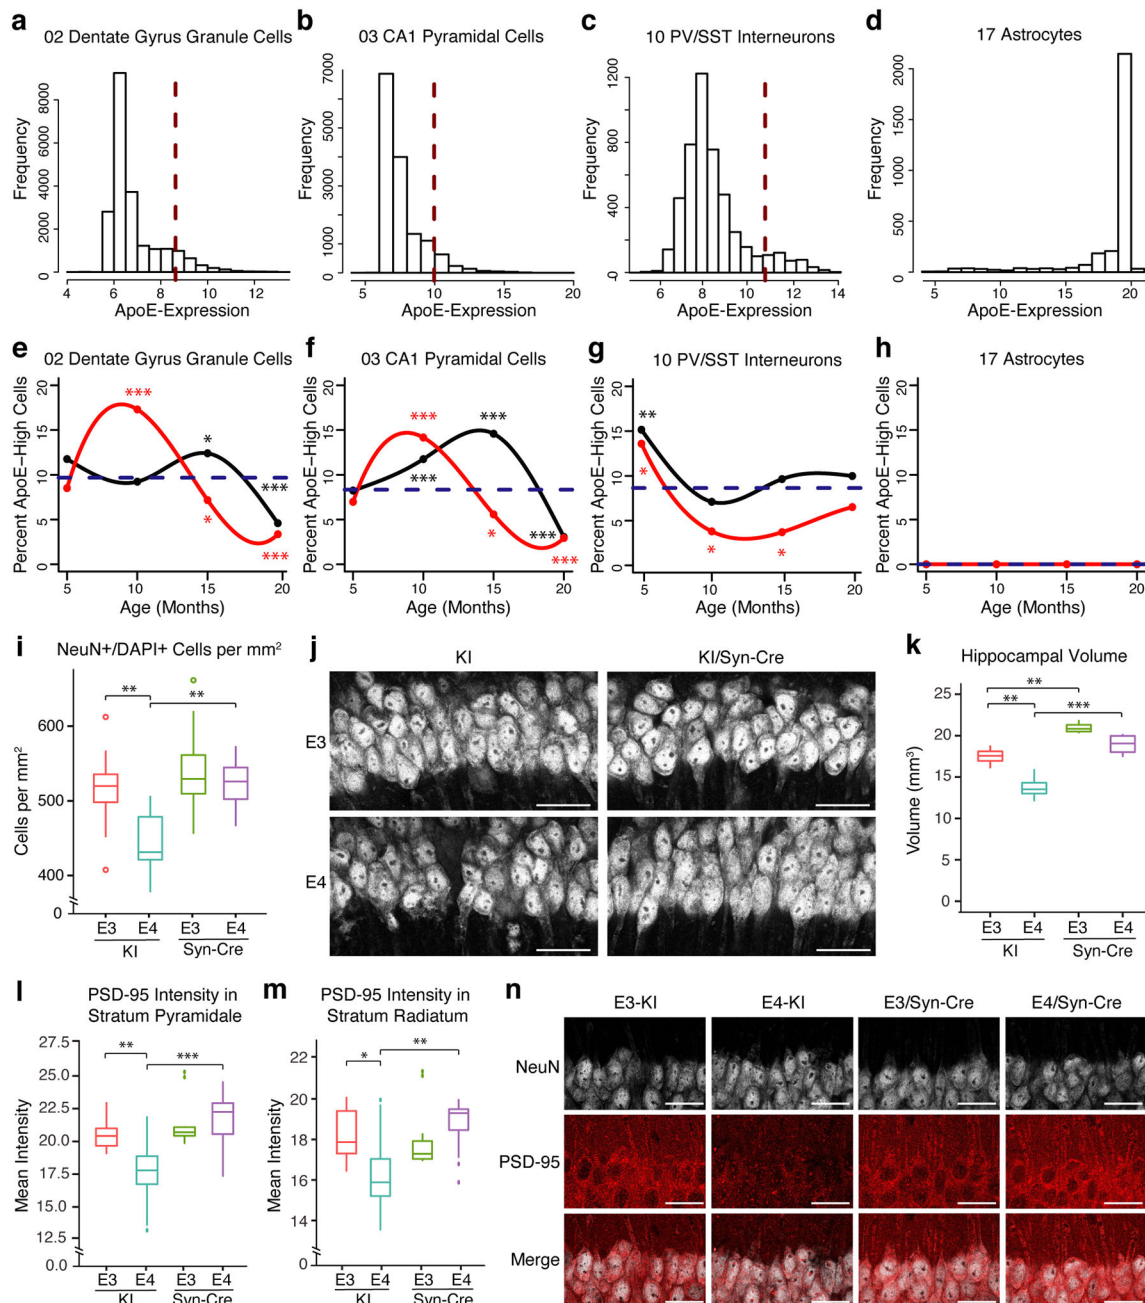 a
02 Dentate Gyrus Granule Cells
Frequency
0
2000
4000
6000
8000
4 6 8 10 12
ApoE-Expression
b
03 CA1 Pyramidal Cells
Frequency
0
1000
3000
5000
7000
5 10 15 20
ApoE-Expression
c
10 PV/SST Interneurons
Frequency
0
400
800
1200
6 8 10 12 14
ApoE-Expression
d
17 Astrocytes
Frequency
0
500
1000
1500
2000
5 10 15 20
ApoE-Expression
e
02 Dentate Gyrus Granule Cells
Percent ApoE-High Cells
20
15
10
5
0
***
*
***
*
***
5 10 15 20
Age (Months)
f
03 CA1 Pyramidal Cells
Percent ApoE-High Cells
20
15
10
5
0
***
***
***
*
***
***
5 10 15 20
Age (Months)
g
10 PV/SST Interneurons
Percent ApoE-High Cells
20
15
10
5
0
**
*
*
*
5 10 15 20
Age (Months)
h
17 Astrocytes
Percent ApoE-High Cells
20
15
10
5
0
5 10 15 20
Age (Months)
i
NeuN+/DAPI+ Cells per mm²
Cells per mm²
600
500
400
0
**
**
E3 E4 E3 E4
KI Syn-Cre
j
KI KI/Syn-Cre
E3
E4
k
Hippocampal Volume
Volume (mm³)
25
20
15
10
5
0
**
**
***
E3 E4 E3 E4
KI Syn-Cre
l
PSD-95 Intensity in
Stratum Pyramidale
Mean Intensity
27.5
25.0
22.5
20.0
17.5
15.0
12.5
0.0
**
***
E3 E4 E3 E4
KI Syn-Cre
m
PSD-95 Intensity in
Stratum Radiatum
Mean Intensity
22
20
18
16
14
0
*
**
E3 E4 E3 E4
KI Syn-Cre
n
E3-KI E4-KI E3/Syn-Cre E4/Syn-Cre
NeuN
PSD-95
Merge